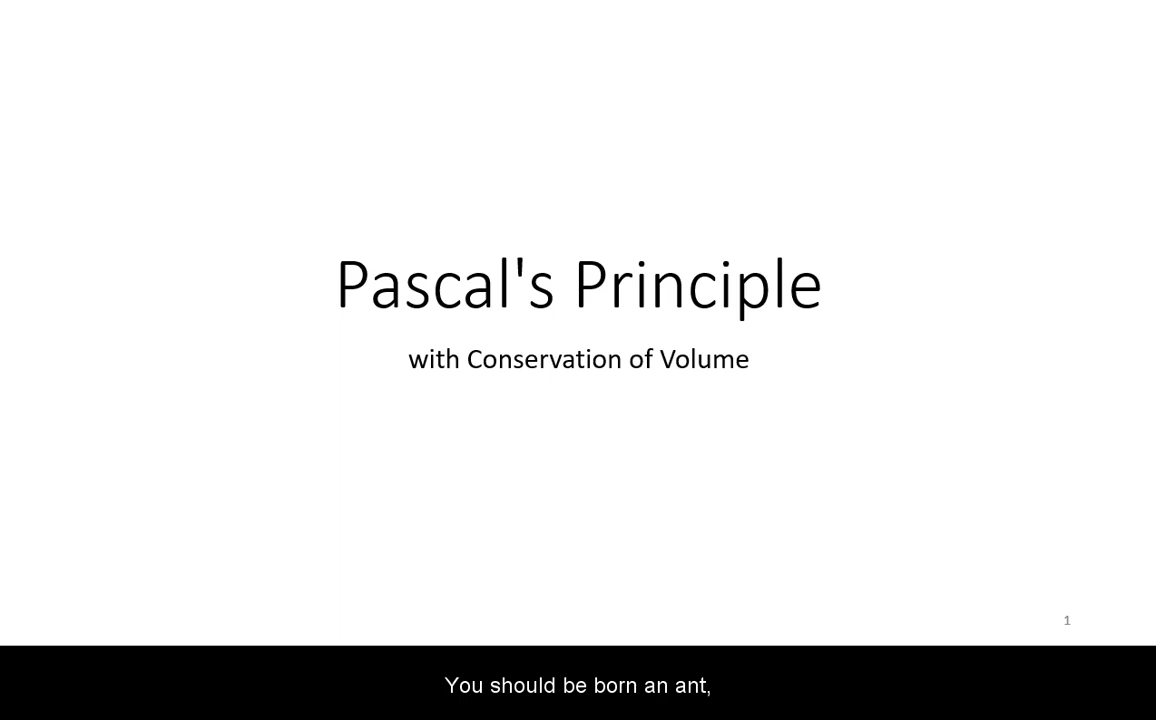 Pascal's Principle
with Conservation of Volume
1
You should be born an ant,